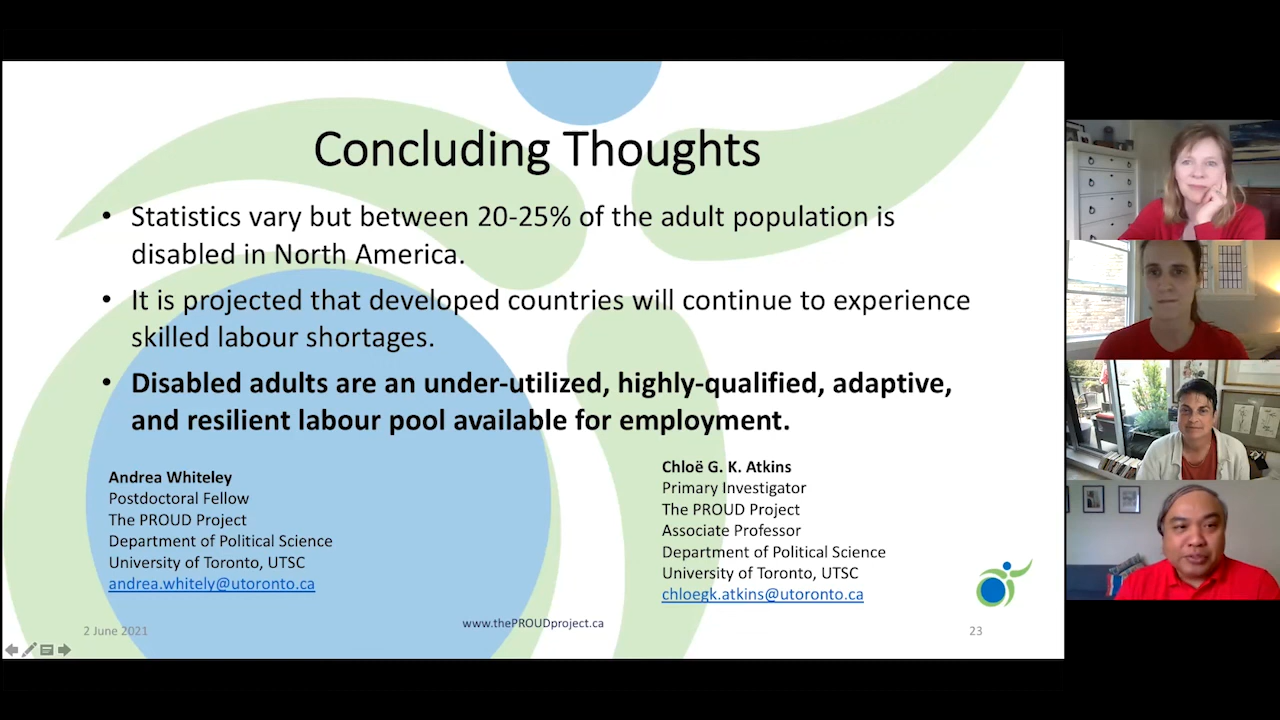 Concluding Thoughts
• Statistics vary but between 20-25% of the adult population is
disabled in North America.
• It is projected that developed countries will continue to experience
skilled labour shortages.
• Disabled adults are an under-utilized, highly-qualified, adaptive,
and resilient labour pool available for employment.
Andrea Whiteley
Postdoctoral Fellow
The PROUD Project
Department of Political Science
University of Toronto, UTSC
andrea.whitely@utoronto.ca
Chloë G. K. Atkins
Primary Investigator
The PROUD Project
Associate Professor
Department of Political Science
University of Toronto, UTSC
chloegk.atkins@utoronto.ca
2 June 2021
www.thePROUDproject.ca
23